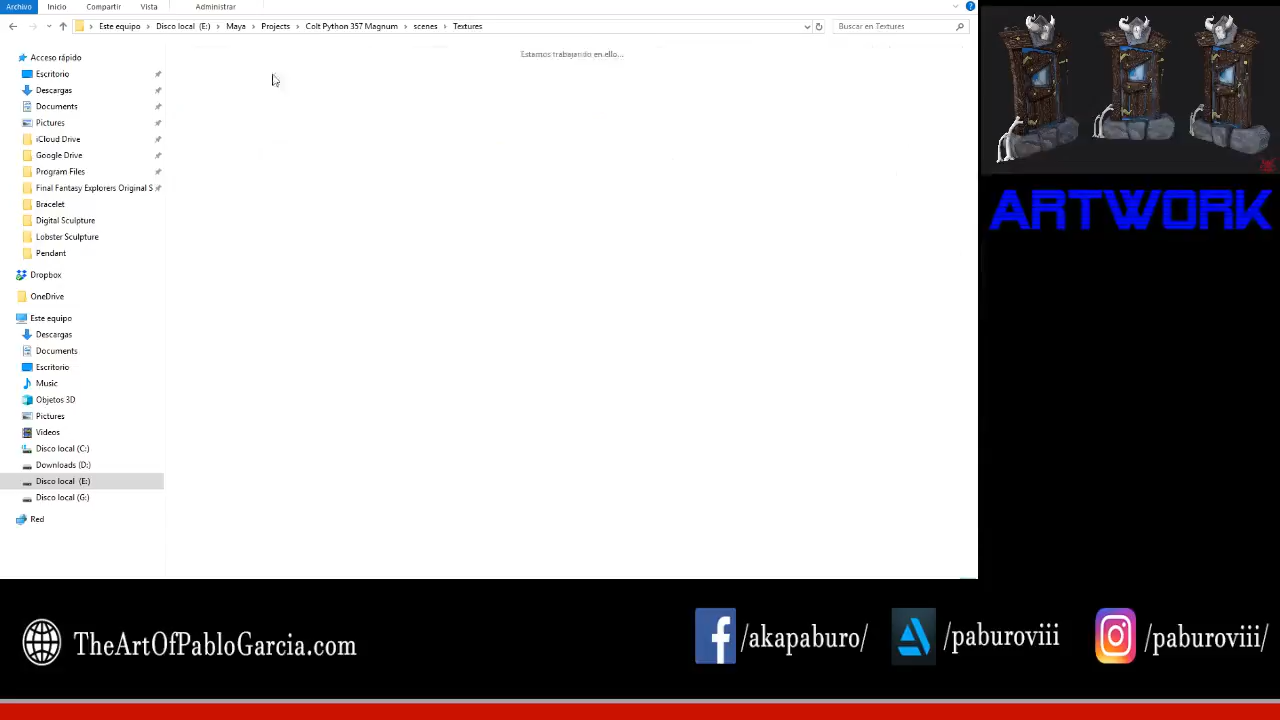 Archivo Inicio Compartir Vista Administrar
Este equipo Disco local (E:) Maya Projects Colt Python 357 Magnum scenes Textures Buscar en Textures
Estamos trabajando en ello...
Acceso rápido
Escritorio
Descargas
Documents
Pictures
iCloud Drive
Google Drive
Program Files
Final Fantasy Explorers Original S
Bracelet
Digital Sculpture
Lobster Sculpture
Pendant
Dropbox
OneDrive
Este equipo
Descargas
Documents
Escritorio
Music
Objetos 3D
Pictures
Videos
Disco local (C:)
Downloads (D:)
Disco local (E:)
Disco local (G:)
Red
ARTWORK
TheArtOfPabloGarcia.com
/akapaburo/
/paburoviii
/paburoviii/